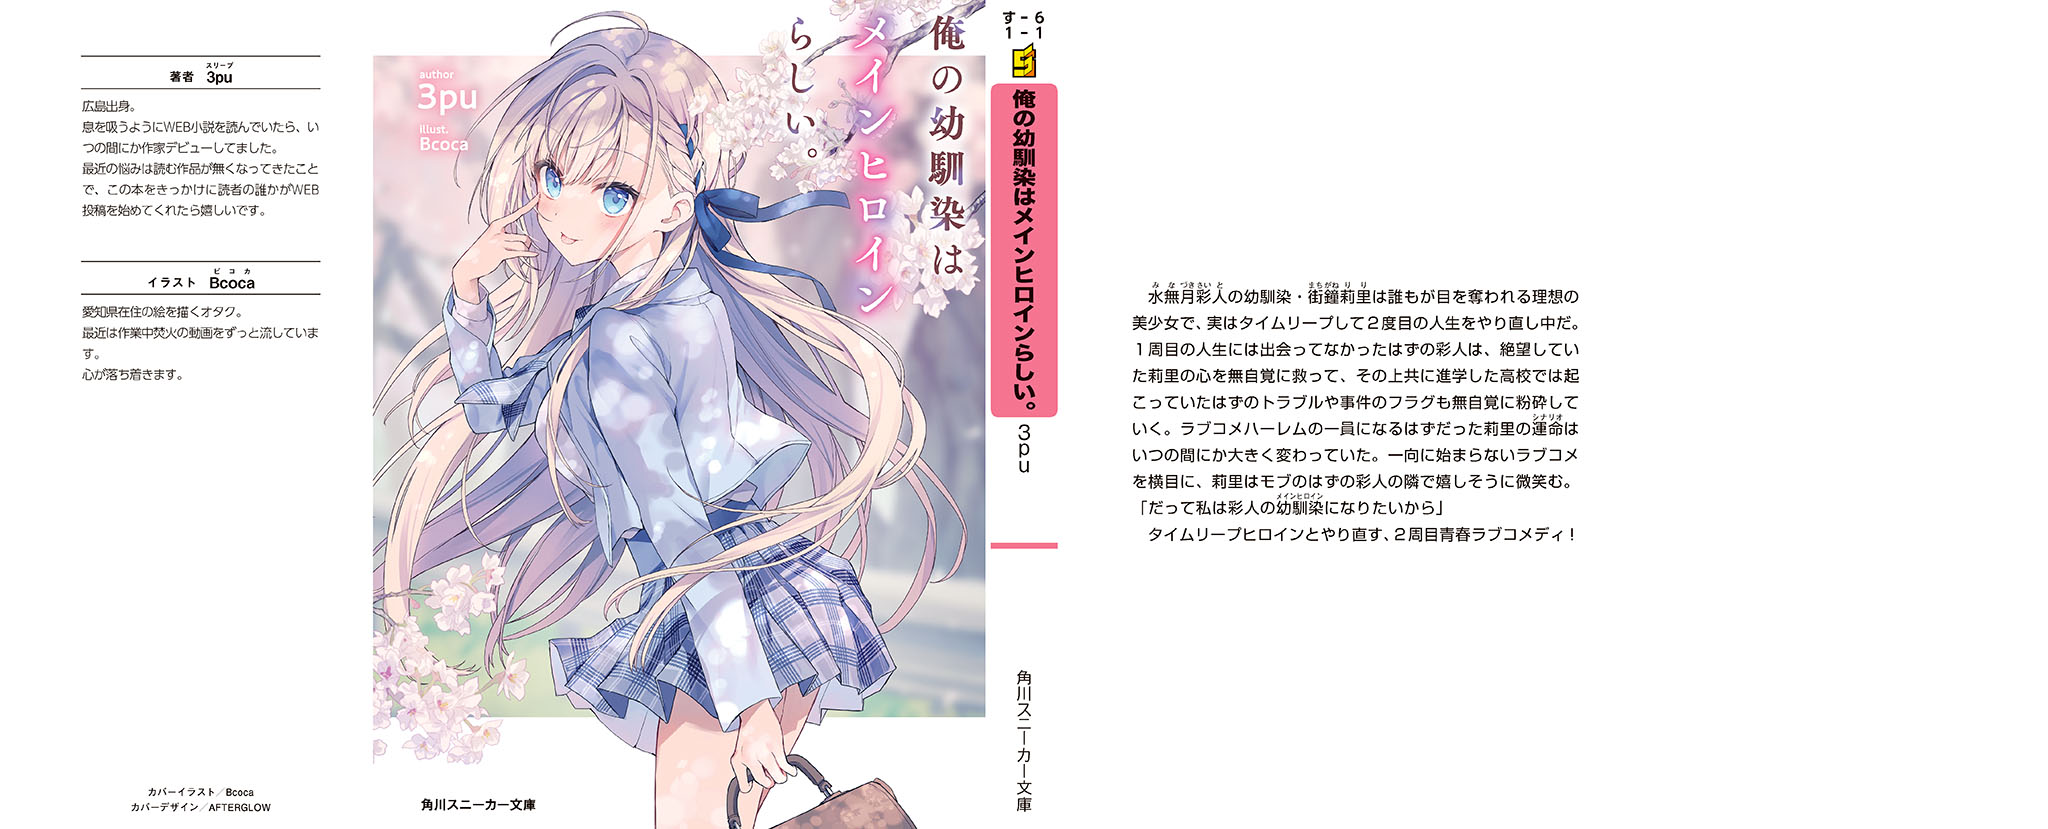 著者 3pu
スリープ
広島出身。
息を吸うようにWEB小説を読んでいたら、い
つの間にか作家デビューしてました。
最近の悩みは読む作品が無くなってきたこと
で、この本をきっかけに読者の誰かがWEB
投稿を始めてくれたら嬉しいです。
イラスト Bcoca
ビコカ
愛知県在住の絵を描くオタク。
最近は作業中焚火の動画をずっと流していま
す。
心が落ち着きます。
カバーイラスト／Bcoca
カバーデザイン／AFTERGLOW
俺の幼馴染は
メインヒロイン
らしい。
author
3pu
illust.
Bcoca
角川スニーカー文庫
す-6
1-1
俺の幼馴染はメインヒロインらしい。
3pu
角川スニーカー文庫
みなづきさいと まちがねりり
水無月彩人の幼馴染・街鐘莉里は誰もが目を奪われる理想の
美少女で、実はタイムリープして２度目の人生をやり直し中だ。
１周目の人生には出会ってなかったはずの彩人は、絶望してい
た莉里の心を無自覚に救って、その上共に進学した高校では起
こっていたはずのトラブルや事件のフラグも無自覚に粉砕して
シナリオ
いく。ラブコメハーレムの一員になるはずだった莉里の運命は
いつの間にか大きく変わっていた。一向に始まらないラブコメ
を横目に、莉里はモブのはずの彩人の隣で嬉しそうに微笑む。
メインヒロイン
「だって私は彩人の幼馴染になりたいから」
タイムリープヒロインとやり直す、２周目青春ラブコメディ！